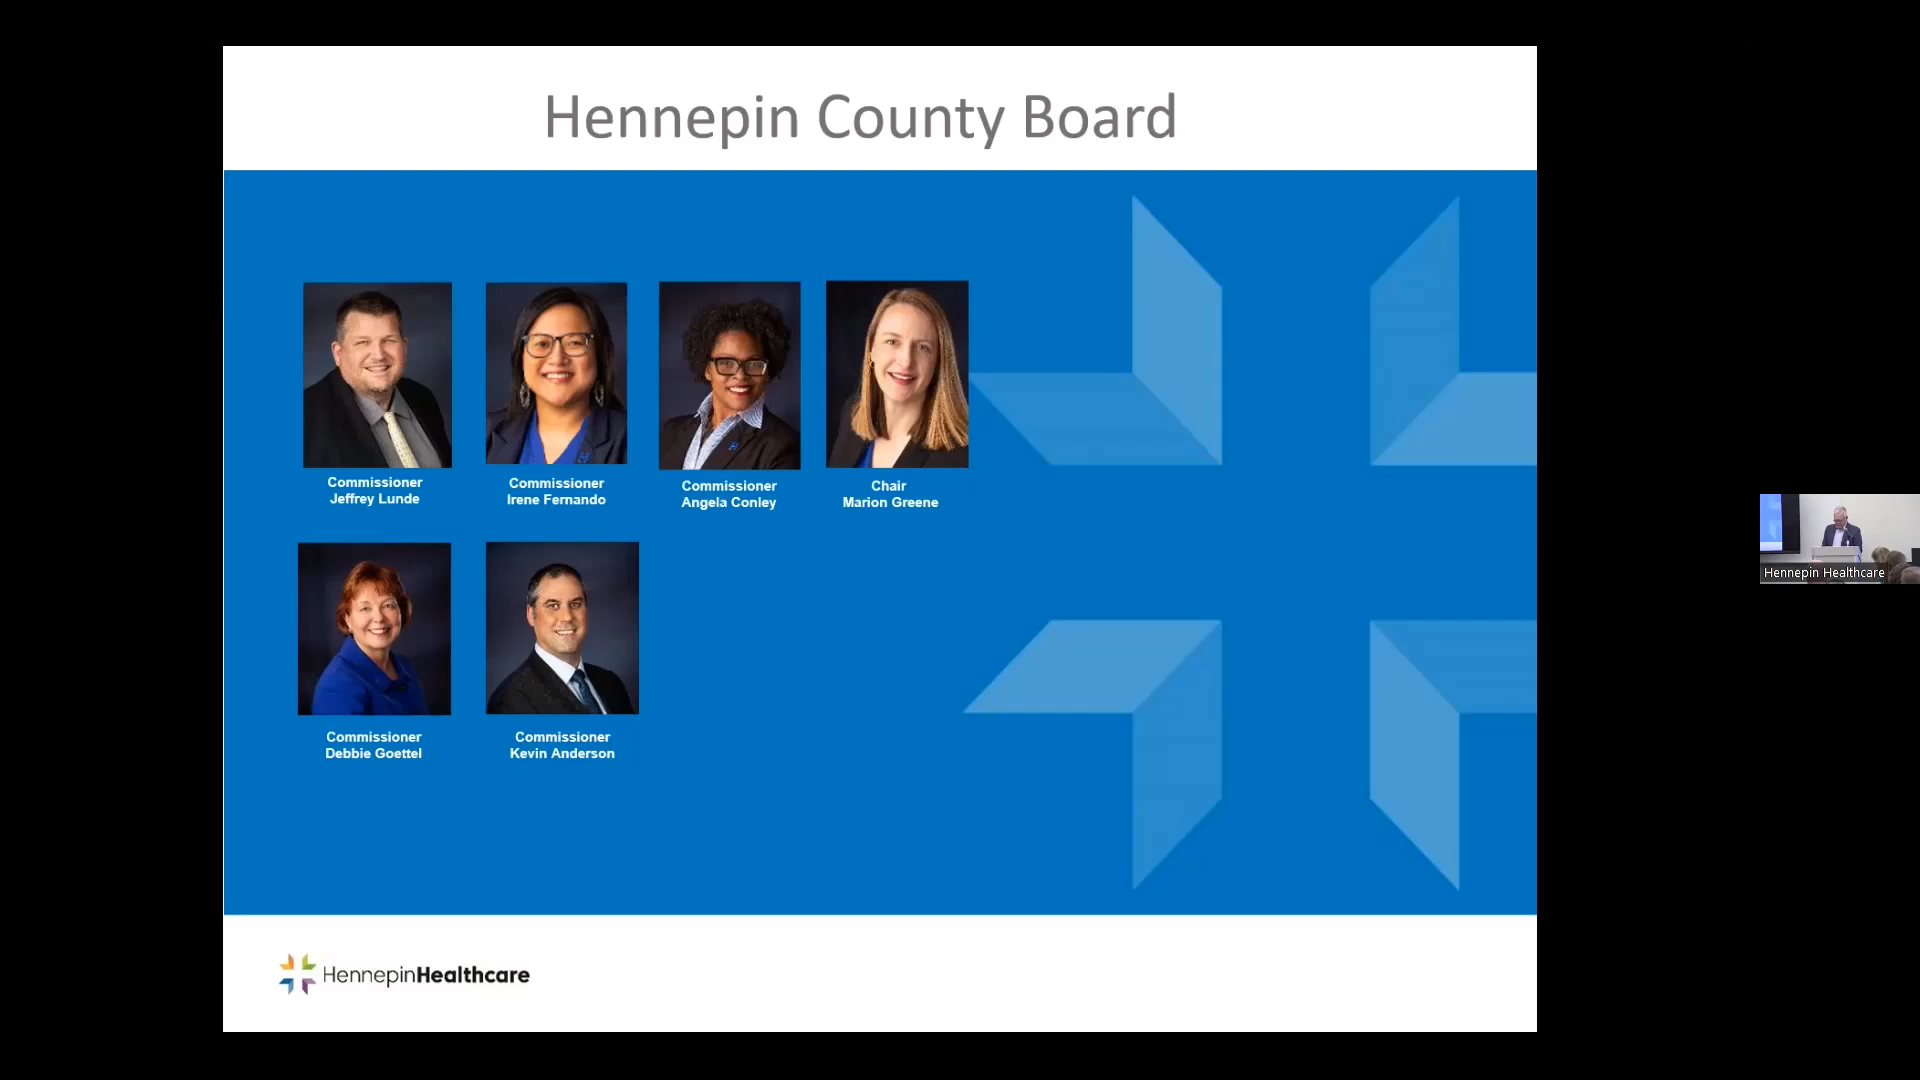 Hennepin County Board
Commissioner
Jeffrey Lunde
Commissioner
Irene Fernando
Commissioner
Angela Conley
Chair
Marion Greene
Commissioner
Debbie Goettel
Commissioner
Kevin Anderson
HennepinHealthcare
Hennepin Healthcare